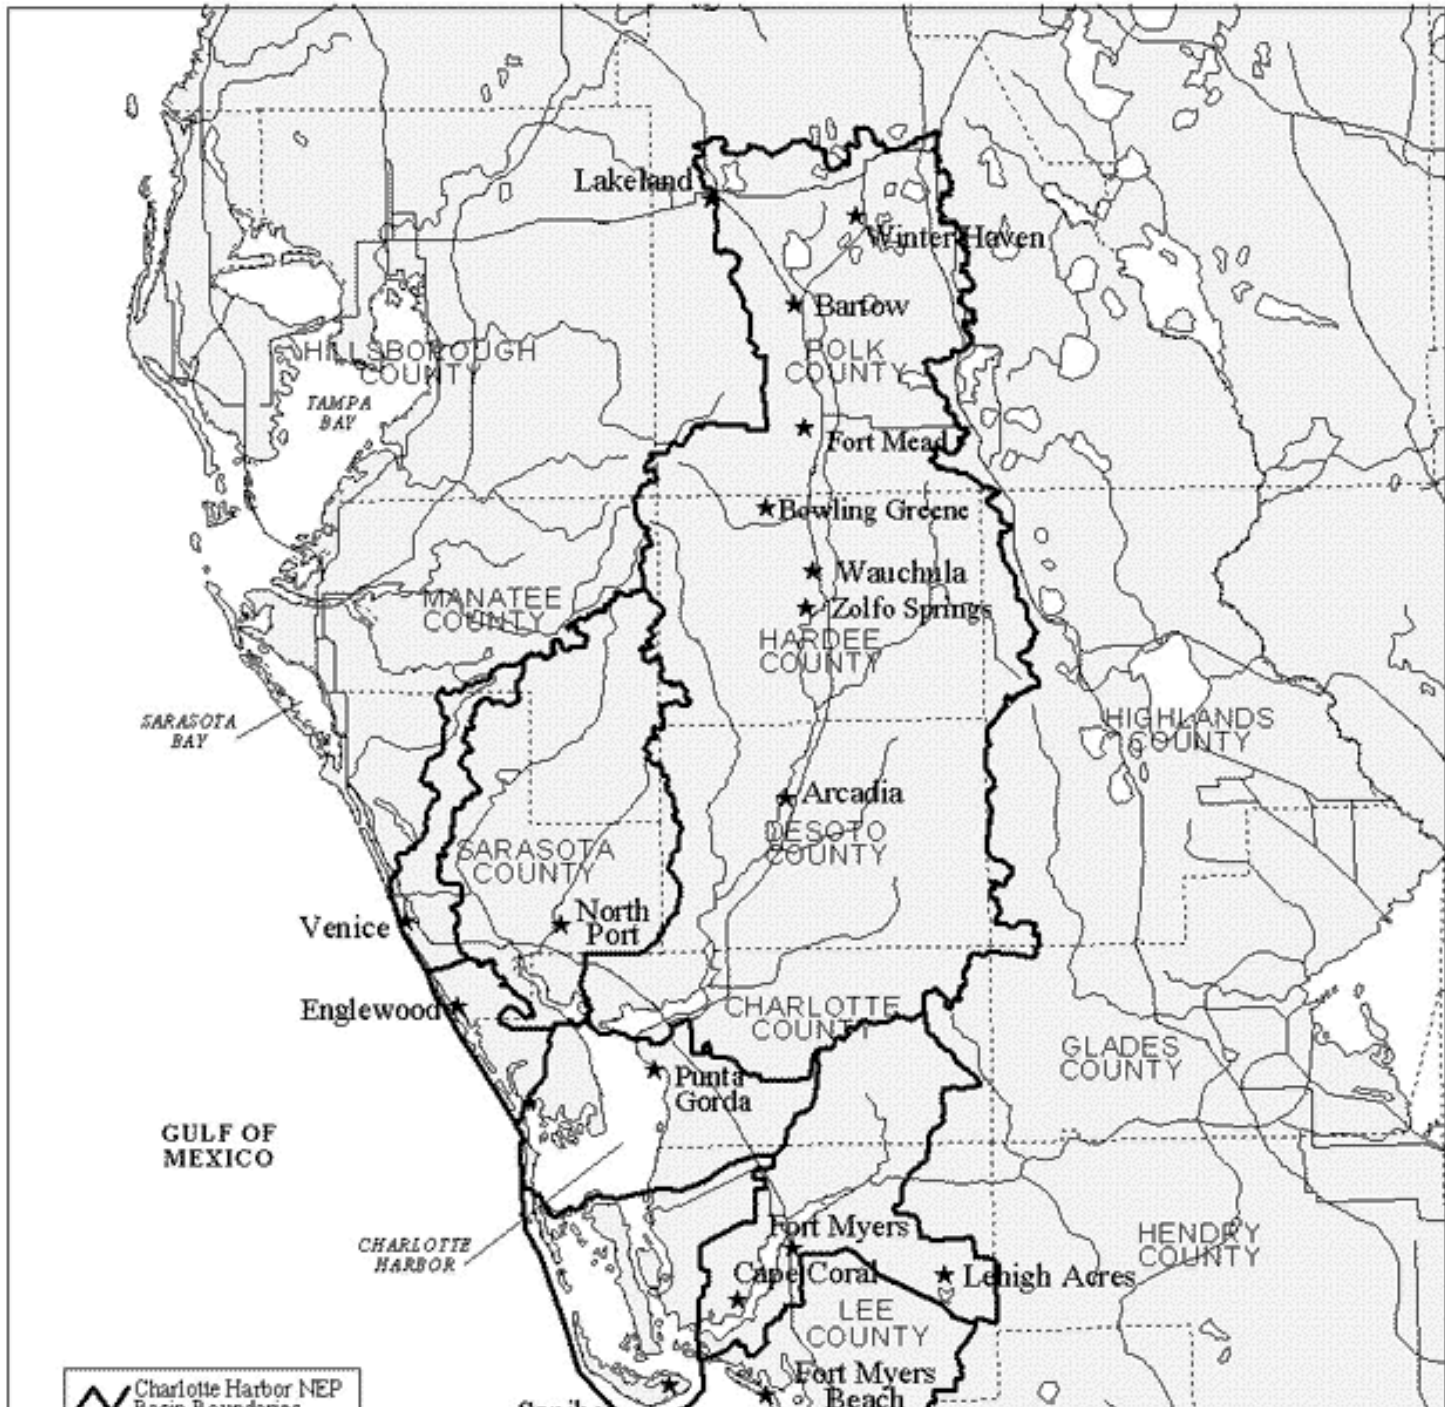 Lakeland
Winter Haven
Bartow
HILLSBOROUGH
COUNTY
POLK
COUNTY
TAMPA
BAY
Fort Mead
Bowling Greene
Wauchula
MANATEE
COUNTY
Zolfo Springs
HARDEE
COUNTY
SARASOTA
BAY
HIGHLANDS
COUNTY
Arcadia
DESOTO
COUNTY
SARASOTA
COUNTY
North
Port
Venice
Englewood
CHARLOTTE
COUNTY
GLADES
COUNTY
Punta
Gorda
GULF OF
MEXICO
Fort Myers
HENDRY
COUNTY
CHARLOTTE
HARBOR
Cape Coral
Lehigh Acres
LEE
COUNTY
Fort Myers
Beach
Charlotte Harbor NEP
Basin Boundaries